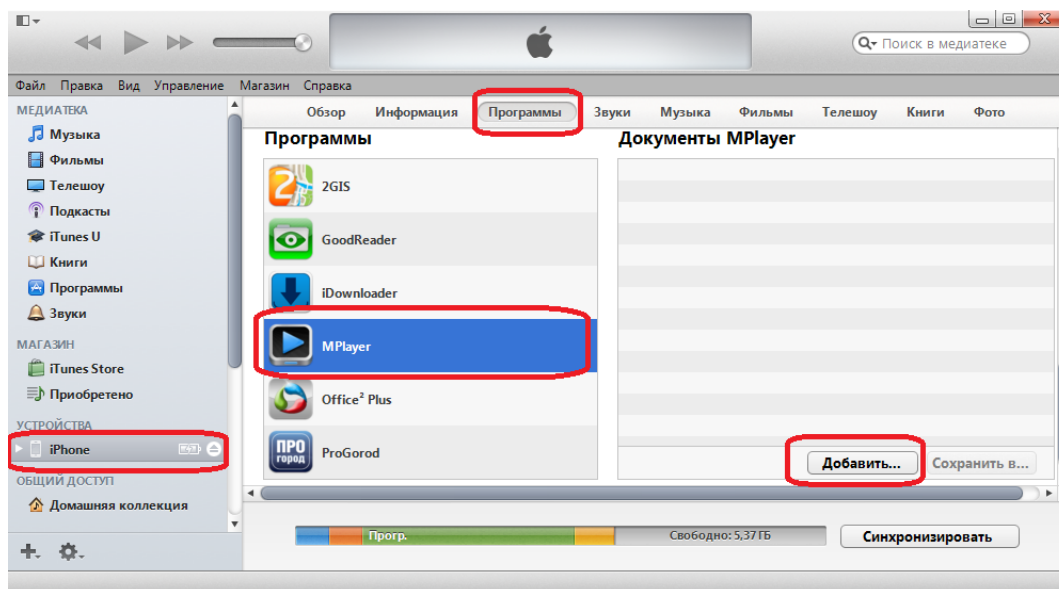 Поиск в медиатеке
Файл Правка Вид Управление Магазин Справка
МЕДИАТЕКА
Музыка
Фильмы
Телешоу
Подкасты
iTunes U
Книги
Программы
Звуки
МАГАЗИН
iTunes Store
Приобретено
УСТРОЙСТВА
iPhone
ОБЩИЙ ДОСТУП
Домашняя коллекция
Обзор Информация Программы Звуки Музыка Фильмы Телешоу Книги Фото
Программы
2GIS
GoodReader
iDownloader
MPlayer
Office² Plus
ПРО
город
ProGorod
Документы MPlayer
Добавить... Сохранить в...
Прогр. Свободно: 5,37 ГБ Синхронизировать